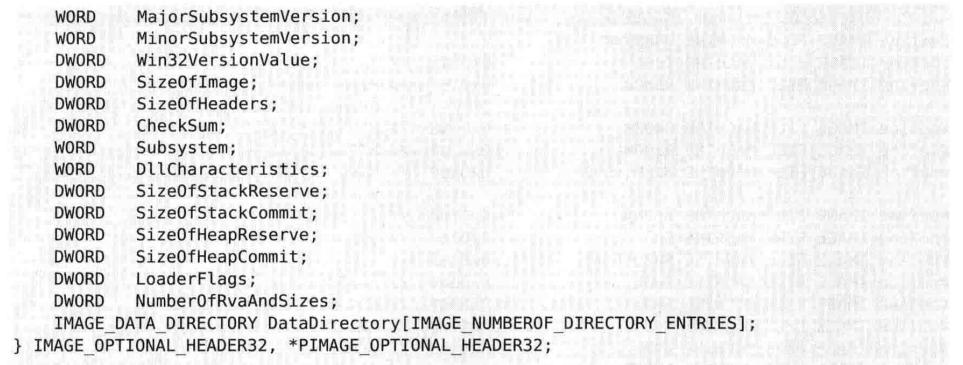 WORD MajorSubsystemVersion;
WORD MinorSubsystemVersion;
DWORD Win32VersionValue;
DWORD SizeOfImage;
DWORD SizeOfHeaders;
DWORD CheckSum;
WORD Subsystem;
WORD DllCharacteristics;
DWORD SizeOfStackReserve;
DWORD SizeOfStackCommit;
DWORD SizeOfHeapReserve;
DWORD SizeOfHeapCommit;
DWORD LoaderFlags;
DWORD NumberOfRvaAndSizes;
IMAGE_DATA_DIRECTORY DataDirectory[IMAGE_NUMBEROF_DIRECTORY_ENTRIES];
} IMAGE_OPTIONAL_HEADER32, *PIMAGE_OPTIONAL_HEADER32;